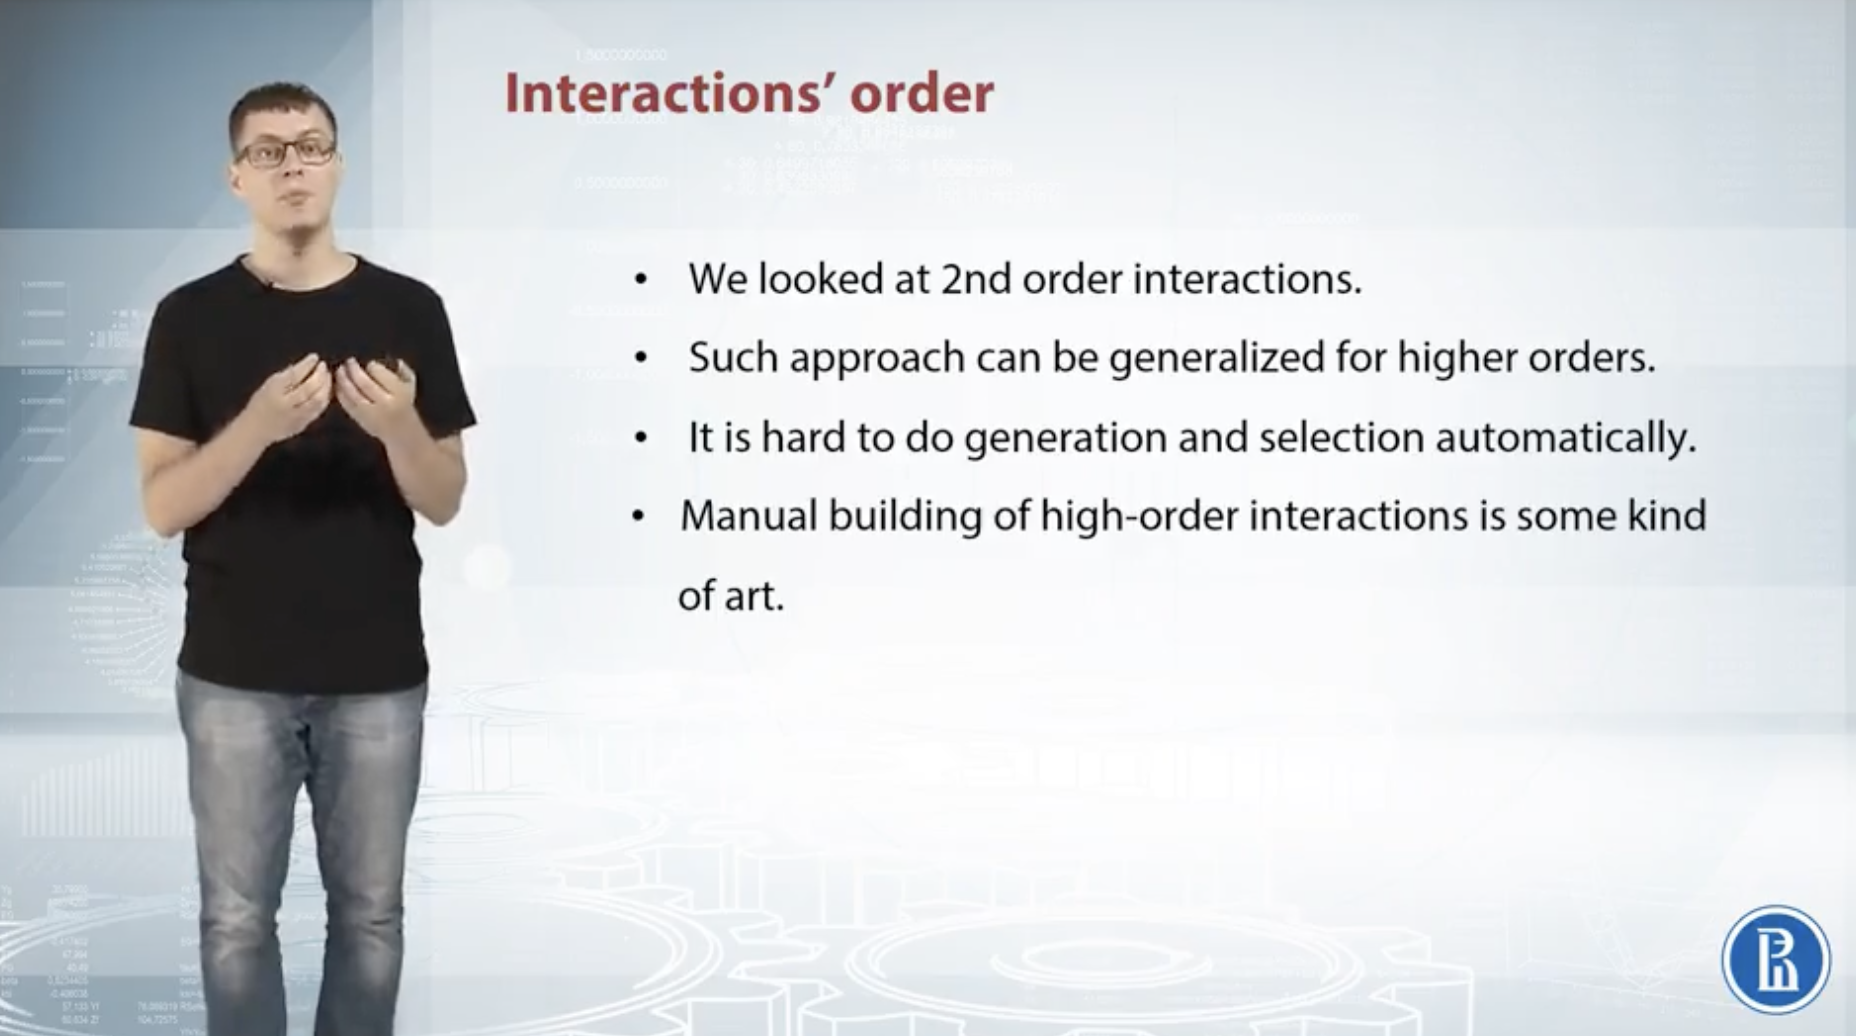 Interactions’ order
• We looked at 2nd order interactions.
• Such approach can be generalized for higher orders.
• It is hard to do generation and selection automatically.
• Manual building of high-order interactions is some kind
of art.